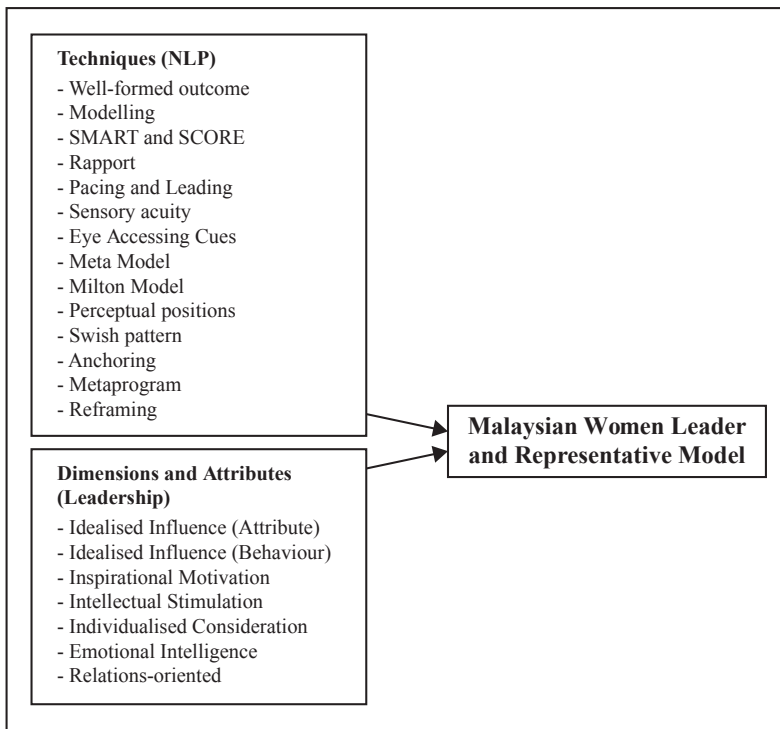 Techniques (NLP)
- Well-formed outcome
- Modelling
- SMART and SCORE
- Rapport
- Pacing and Leading
- Sensory acuity
- Eye Accessing Cues
- Meta Model
- Milton Model
- Perceptual positions
- Swish pattern
- Anchoring
- Metaprogram
- Reframing
Malaysian Women Leader
and Representative Model
Dimensions and Attributes
(Leadership)
- Idealised Influence (Attribute)
- Idealised Influence (Behaviour)
- Inspirational Motivation
- Intellectual Stimulation
- Individualised Consideration
- Emotional Intelligence
- Relations-oriented